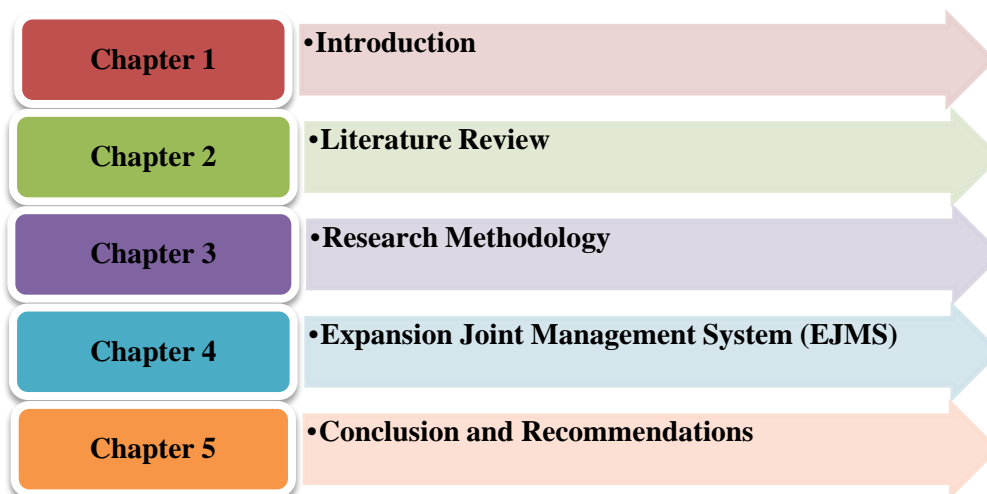 Chapter 1
•Introduction
Chapter 2
•Literature Review
Chapter 3
•Research Methodology
Chapter 4
•Expansion Joint Management System (EJMS)
Chapter 5
•Conclusion and Recommendations